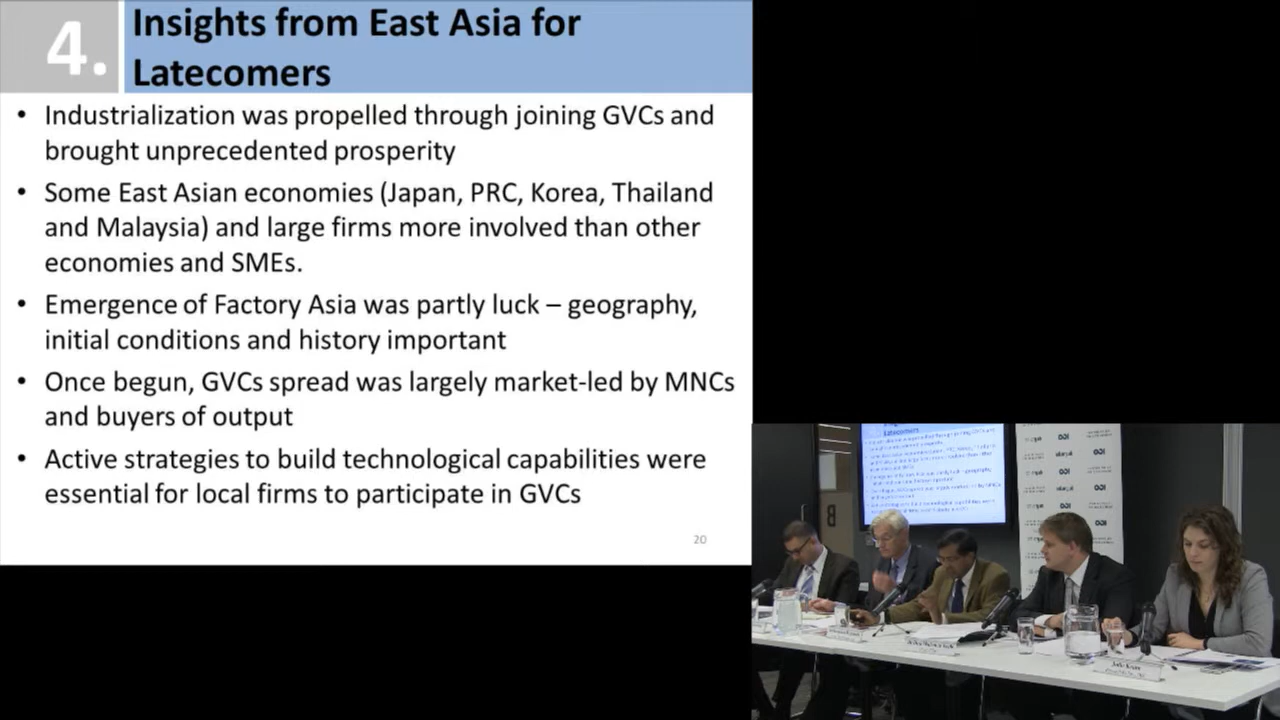 4.
Insights from East Asia for
Latecomers
• Industrialization was propelled through joining GVCs and
brought unprecedented prosperity
• Some East Asian economies (Japan, PRC, Korea, Thailand
and Malaysia) and large firms more involved than other
economies and SMEs.
• Emergence of Factory Asia was partly luck – geography,
initial conditions and history important
• Once begun, GVCs spread was largely market-led by MNCs
and buyers of output
• Active strategies to build technological capabilities were
essential for local firms to participate in GVCs
20
Latecomers